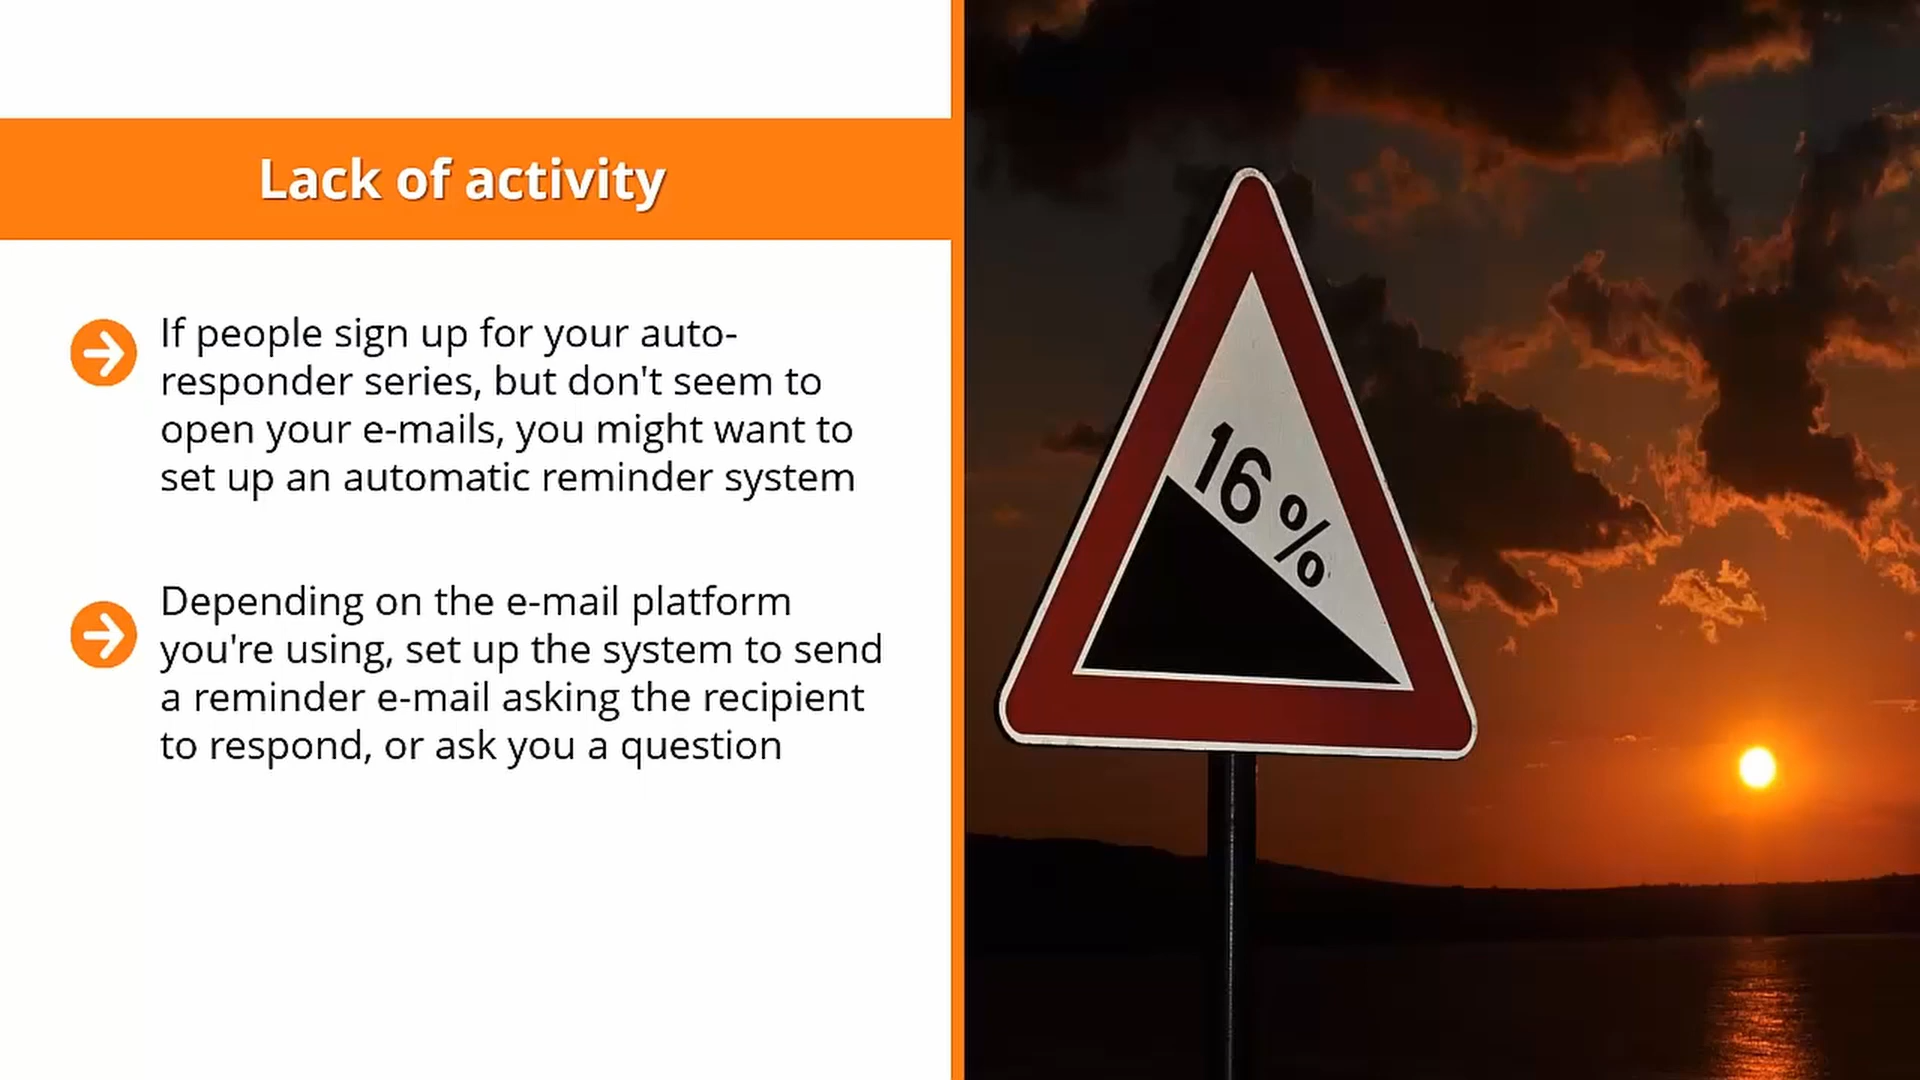 Lack of activity
If people sign up for your auto-
responder series, but don't seem to
open your e-mails, you might want to
set up an automatic reminder system
Depending on the e-mail platform
you're using, set up the system to send
a reminder e-mail asking the recipient
to respond, or ask you a question
16%